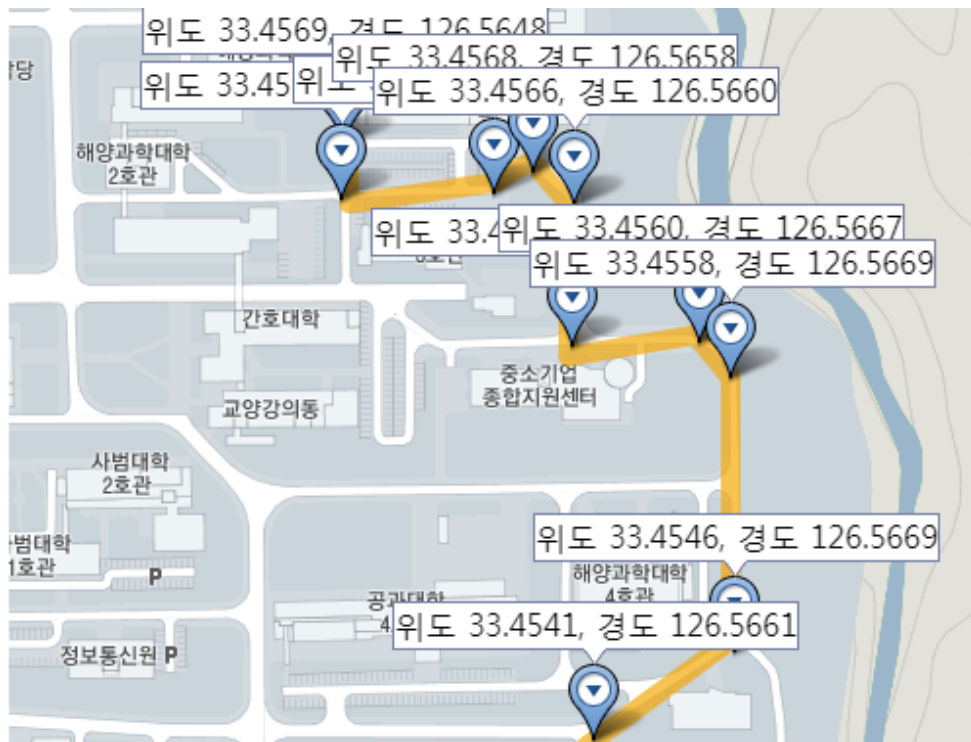 위도 33.4569, 경도 126.5648
위도 33.4568, 경도 126.5658
위도 33.45
위도
위도 33.4566, 경도 126.5660
해양과학대학
2호관
위도 33.4
위도 33.4560, 경도 126.5667
위도 33.4558, 경도 126.5669
간호대학
중소기업
종합지원센터
교양강의동
사범대학
2호관
위도 33.4546, 경도 126.5669
범대학
1호관
P
해양과학대학
4호관
공과대학
4
위도 33.4541, 경도 126.5661
정보통신원 P